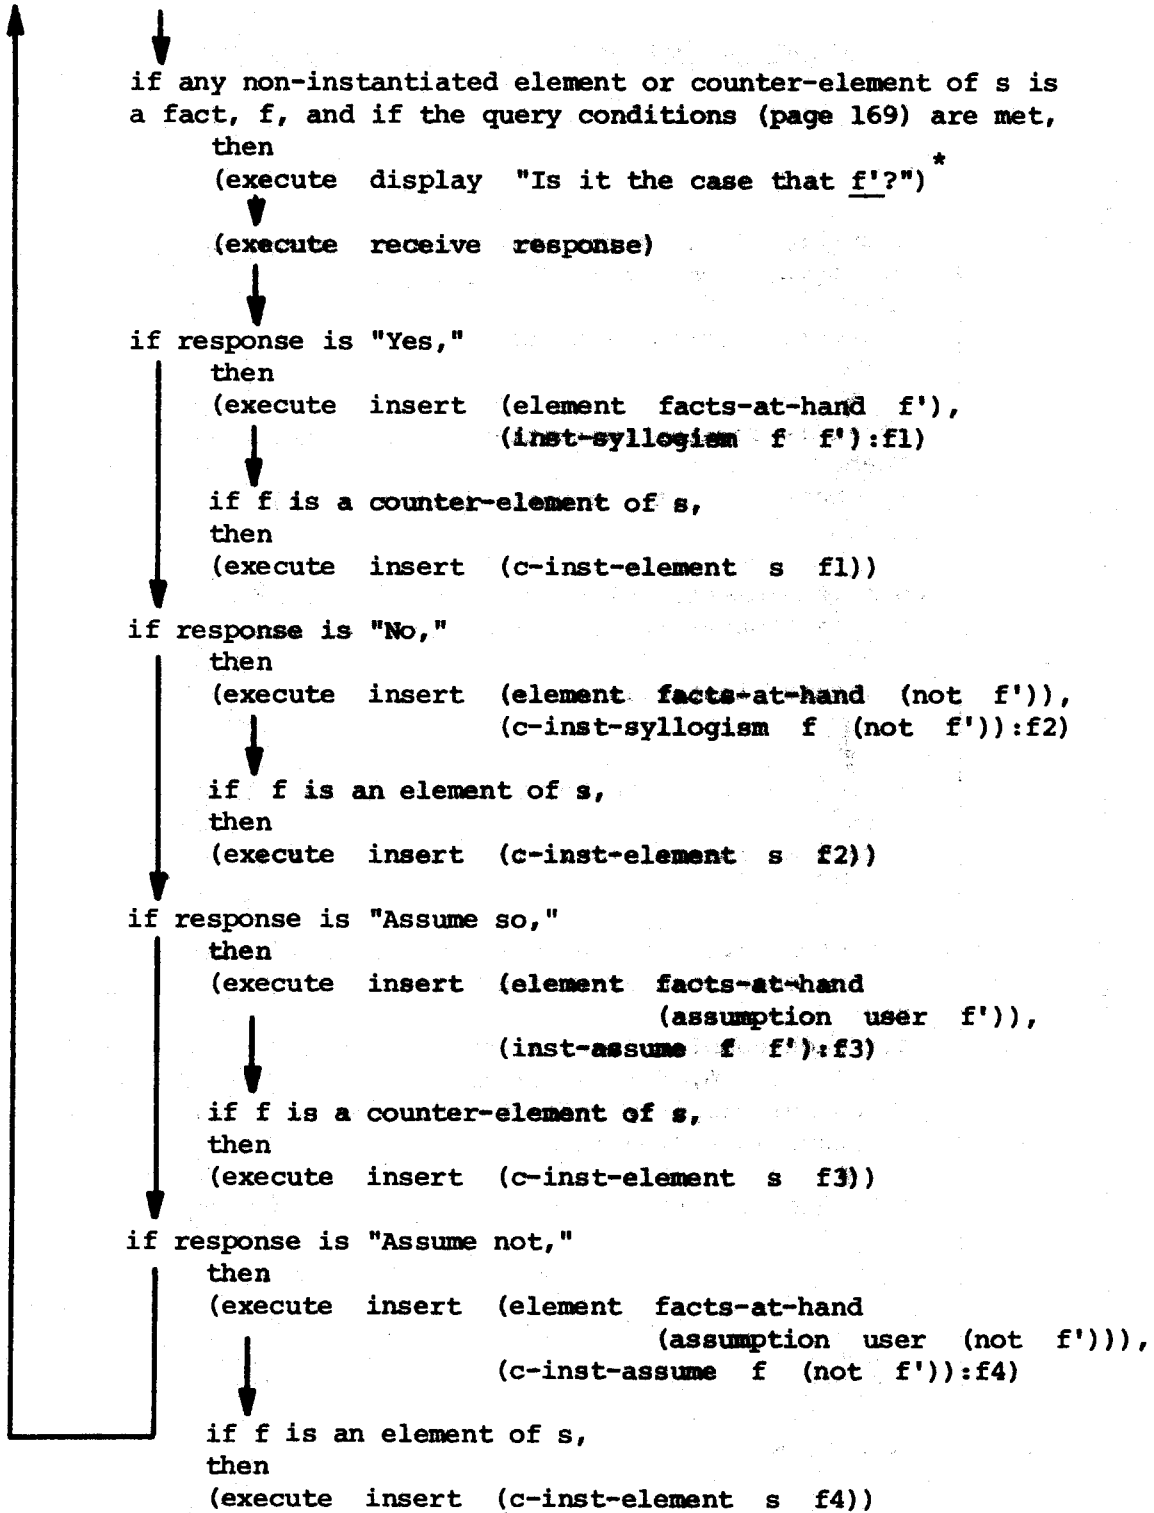 if any non-instantiated element or counter-element of s is
a fact, f, and if the query conditions (page 169) are met,
then
(execute display "Is it the case that f'?")*
(execute receive response)
if response is "Yes,"
then
(execute insert (element facts-at-hand f'),
(inst-syllogism f f'):f1)
if f is a counter-element of s,
then
(execute insert (c-inst-element s f1))
if response is "No,"
then
(execute insert (element facts-at-hand (not f')),
(c-inst-syllogism f (not f')):f2)
if f is an element of s,
then
(execute insert (c-inst-element s f2))
if response is "Assume so,"
then
(execute insert (element facts-at-hand
(assumption user f')),
(inst-assume f f'):f3)
if f is a counter-element of s,
then
(execute insert (c-inst-element s f3))
if response is "Assume not,"
then
(execute insert (element facts-at-hand
(assumption user (not f'))),
(c-inst-assume f (not f')):f4)
if f is an element of s,
then
(execute insert (c-inst-element s f4))